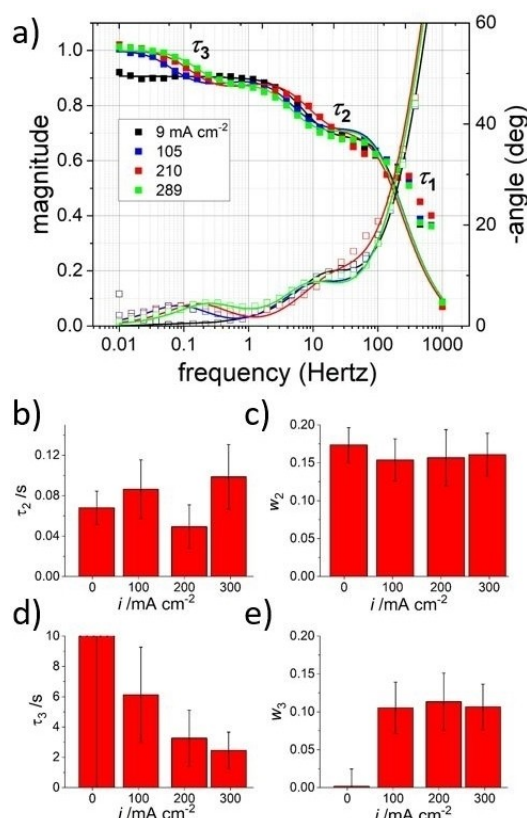 a)
τ3
τ2
τ1
1.0
0.8
0.6
0.4
0.2
0.0
magnitude
9 mA cm-2
105
210
289
60
40
20
0
-angle (deg)
0.01 0.1 1 10 100 1000
frequency (Hertz)
b)
0.12
0.08
0.04
0.00
τ2 /s
0 100 200 300
i /mA cm-2
c)
0.20
0.15
0.10
0.05
0.00
w2
0 100 200 300
i /mA cm-2
d)
10
8
6
4
2
0
τ3 /s
0 100 200 300
i /mA cm-2
e)
0.20
0.15
0.10
0.05
0.00
w3
0 100 200 300
i /mA cm-2